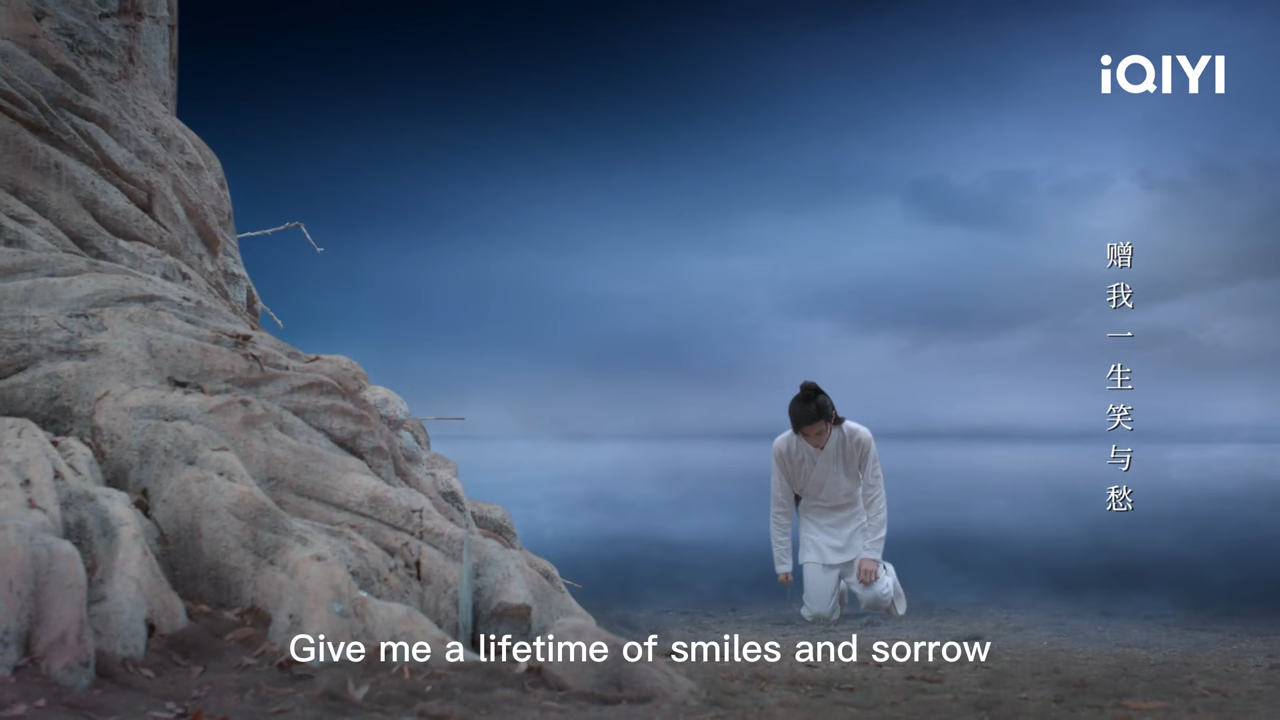 iQIYI
赠我一生笑与愁
Give me a lifetime of smiles and sorrow